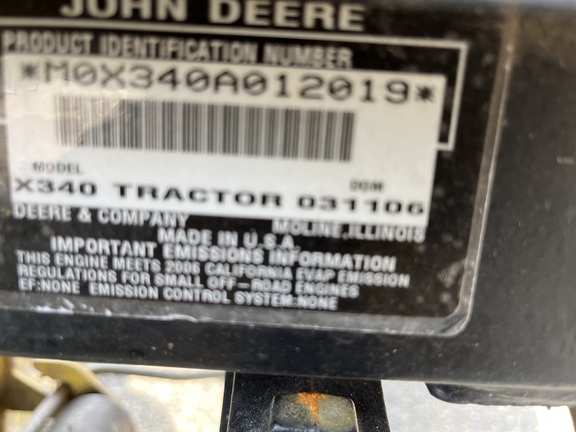 JOHN DEERE
PRODUCT IDENTIFICATION NUMBER
*M0X340A012019*
MODEL DOM
X340 TRACTOR 031106
DEERE & COMPANY MOLINE, ILLINOIS
MADE IN U.S.A.
IMPORTANT EMISSIONS INFORMATION
THIS ENGINE MEETS 2006 CALIFORNIA EVAP EMISSION
REGULATIONS FOR SMALL OFF-ROAD ENGINES
EF:NONE EMISSION CONTROL SYSTEM:NONE